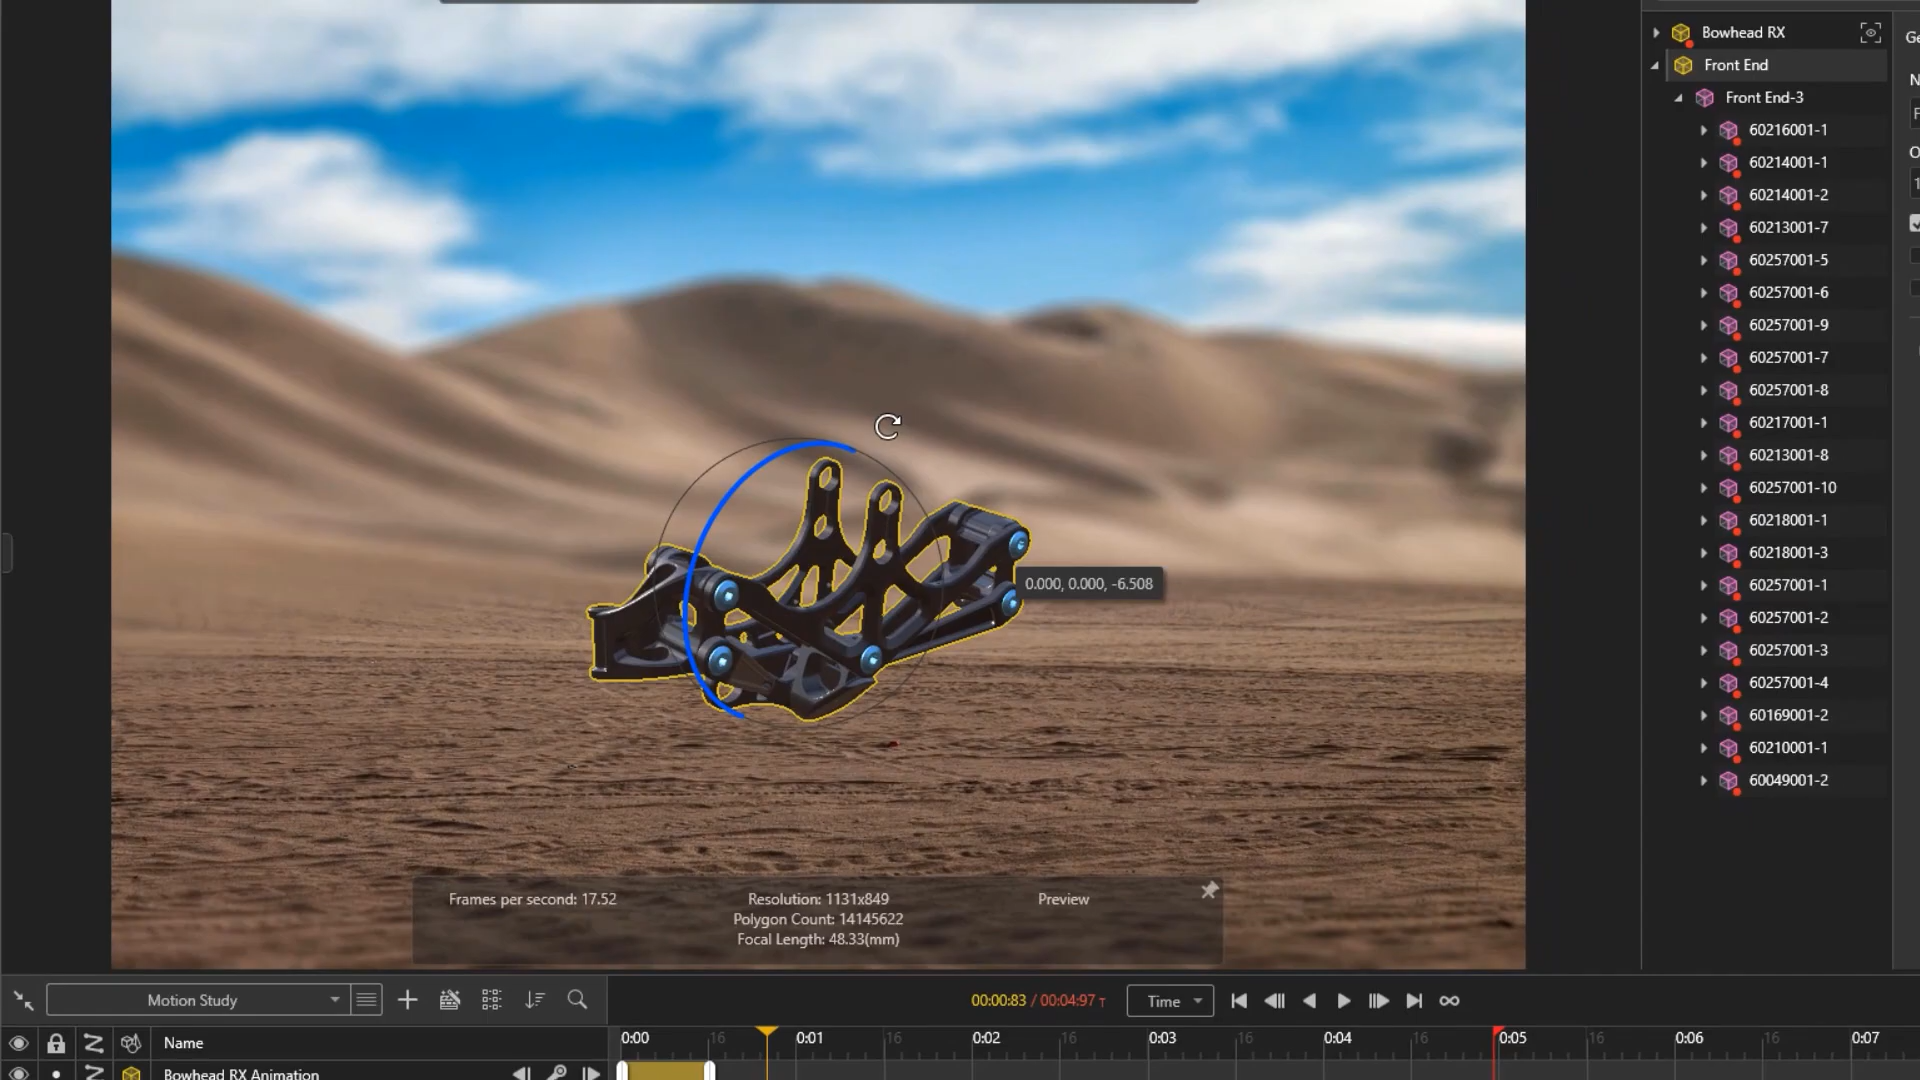 Bowhead RX
Ge
Front End
N
Front End-3
F
60216001-1
O
60214001-1
1
60214001-2
60213001-7
60257001-5
60257001-6
60257001-9
60257001-7
60257001-8
60217001-1
60213001-8
60257001-10
60218001-1
60218001-3
60257001-1
60257001-2
60257001-3
60257001-4
60169001-2
60210001-1
60049001-2
0.000, 0.000, -6.508
Frames per second: 17.52
Resolution: 1131x849
Preview
Polygon Count: 14145622
Focal Length: 48.33(mm)
Motion Study
00:00:83 / 00:04:97 T
Time
Name
0:00 16 0:01 16 0:02 16 0:03 16 0:04 16 0:05 16 0:06 16 0:07
Bowhead RX Animation